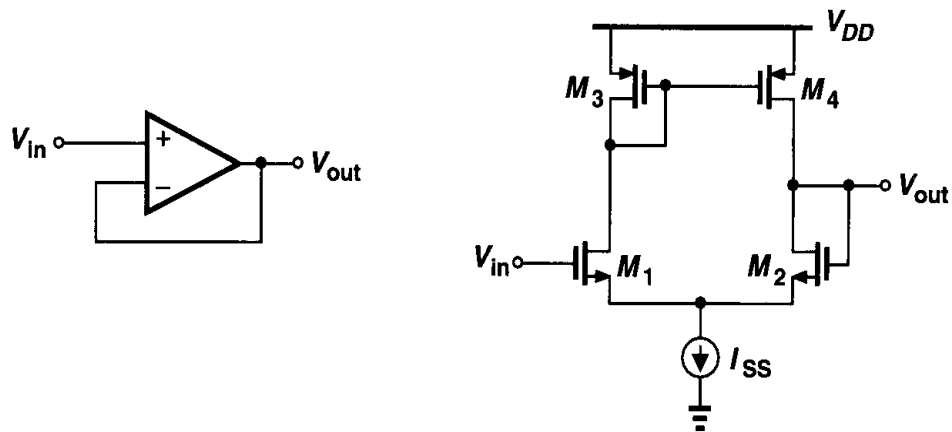 V_in
+
−
V_out
V_DD
M_3
M_4
V_out
V_in
M_1
M_2
I_SS